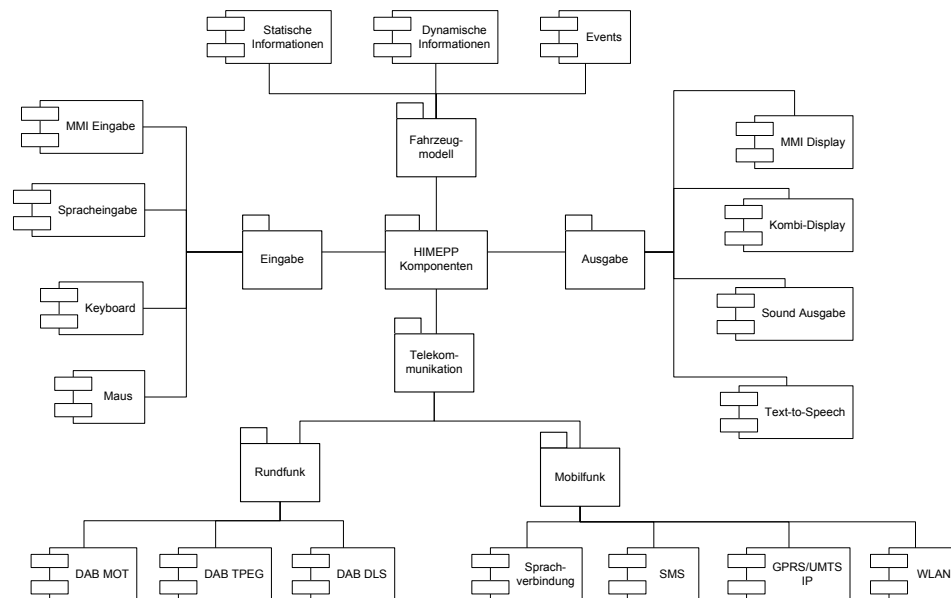 Statische
Informationen
Dynamische
Informationen
Events
MMI Eingabe
Fahrzeug-
modell
MMI Display
Spracheingabe
Kombi-Display
Eingabe
HIMEPP
Komponenten
Ausgabe
Keyboard
Sound Ausgabe
Telekom-
munikation
Maus
Text-to-Speech
Rundfunk
Mobilfunk
DAB MOT
DAB TPEG
DAB DLS
Sprach-
verbindung
SMS
GPRS/UMTS
IP
WLAN